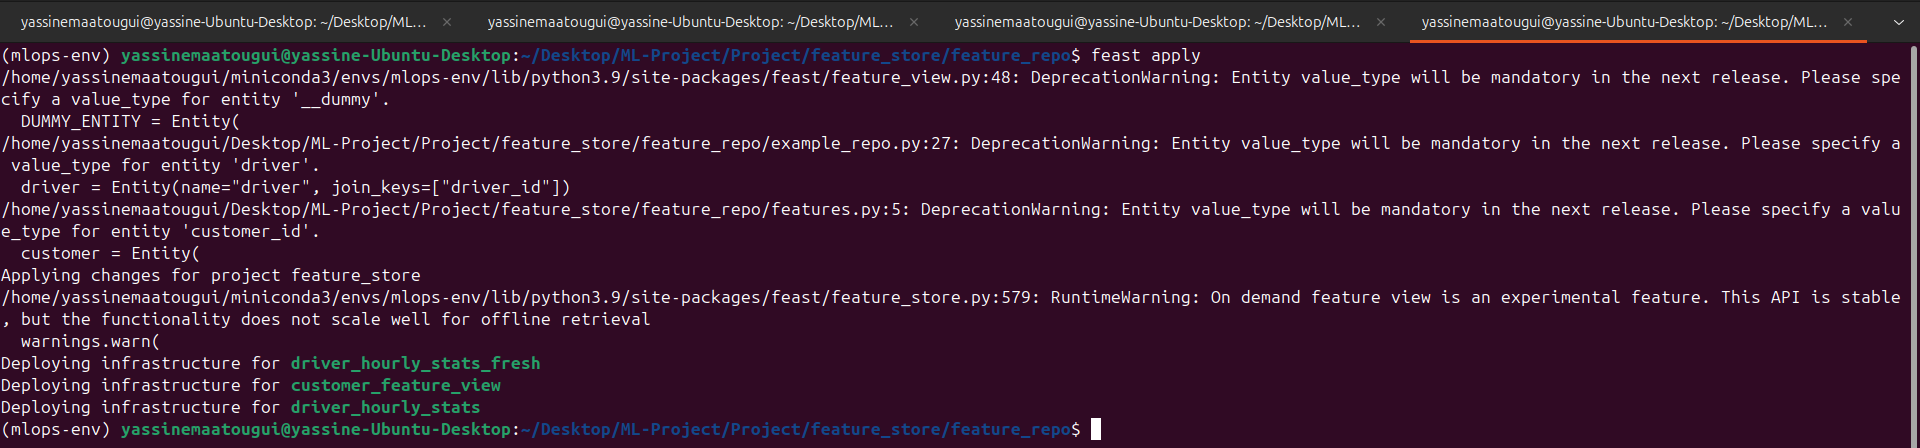 yassinemaatougui@yassine-Ubuntu-Desktop: ~/Desktop/ML... × yassinemaatougui@yassine-Ubuntu-Desktop: ~/Desktop/ML... × yassinemaatougui@yassine-Ubuntu-Desktop: ~/Desktop/ML... × yassinemaatougui@yassine-Ubuntu-Desktop: ~/Desktop/ML... ×
(mlops-env) yassinemaatougui@yassine-Ubuntu-Desktop:~/Desktop/ML-Project/Project/feature_store/feature_repo$ feast apply
/home/yassinemaatougui/miniconda3/envs/mlops-env/lib/python3.9/site-packages/feast/feature_view.py:48: DeprecationWarning: Entity value_type will be mandatory in the next release. Please spe
cify a value_type for entity '__dummy'.
  DUMMY_ENTITY = Entity(
/home/yassinemaatougui/Desktop/ML-Project/Project/feature_store/feature_repo/example_repo.py:27: DeprecationWarning: Entity value_type will be mandatory in the next release. Please specify a
 value_type for entity 'driver'.
  driver = Entity(name="driver", join_keys=["driver_id"])
/home/yassinemaatougui/Desktop/ML-Project/Project/feature_store/feature_repo/features.py:5: DeprecationWarning: Entity value_type will be mandatory in the next release. Please specify a valu
e_type for entity 'customer_id'.
  customer = Entity(
Applying changes for project feature_store
/home/yassinemaatougui/miniconda3/envs/mlops-env/lib/python3.9/site-packages/feast/feature_store.py:579: RuntimeWarning: On demand feature view is an experimental feature. This API is stable
, but the functionality does not scale well for offline retrieval
  warnings.warn(
Deploying infrastructure for driver_hourly_stats_fresh
Deploying infrastructure for customer_feature_view
Deploying infrastructure for driver_hourly_stats
(mlops-env) yassinemaatougui@yassine-Ubuntu-Desktop:~/Desktop/ML-Project/Project/feature_store/feature_repo$